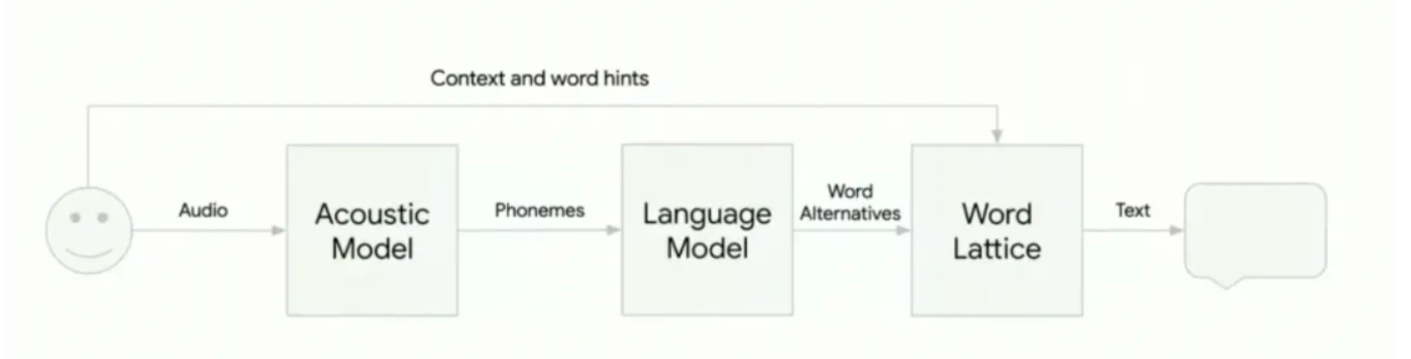 Context and word hints
Audio
Acoustic
Model
Phonemes
Language
Model
Word
Alternatives
Word
Lattice
Text